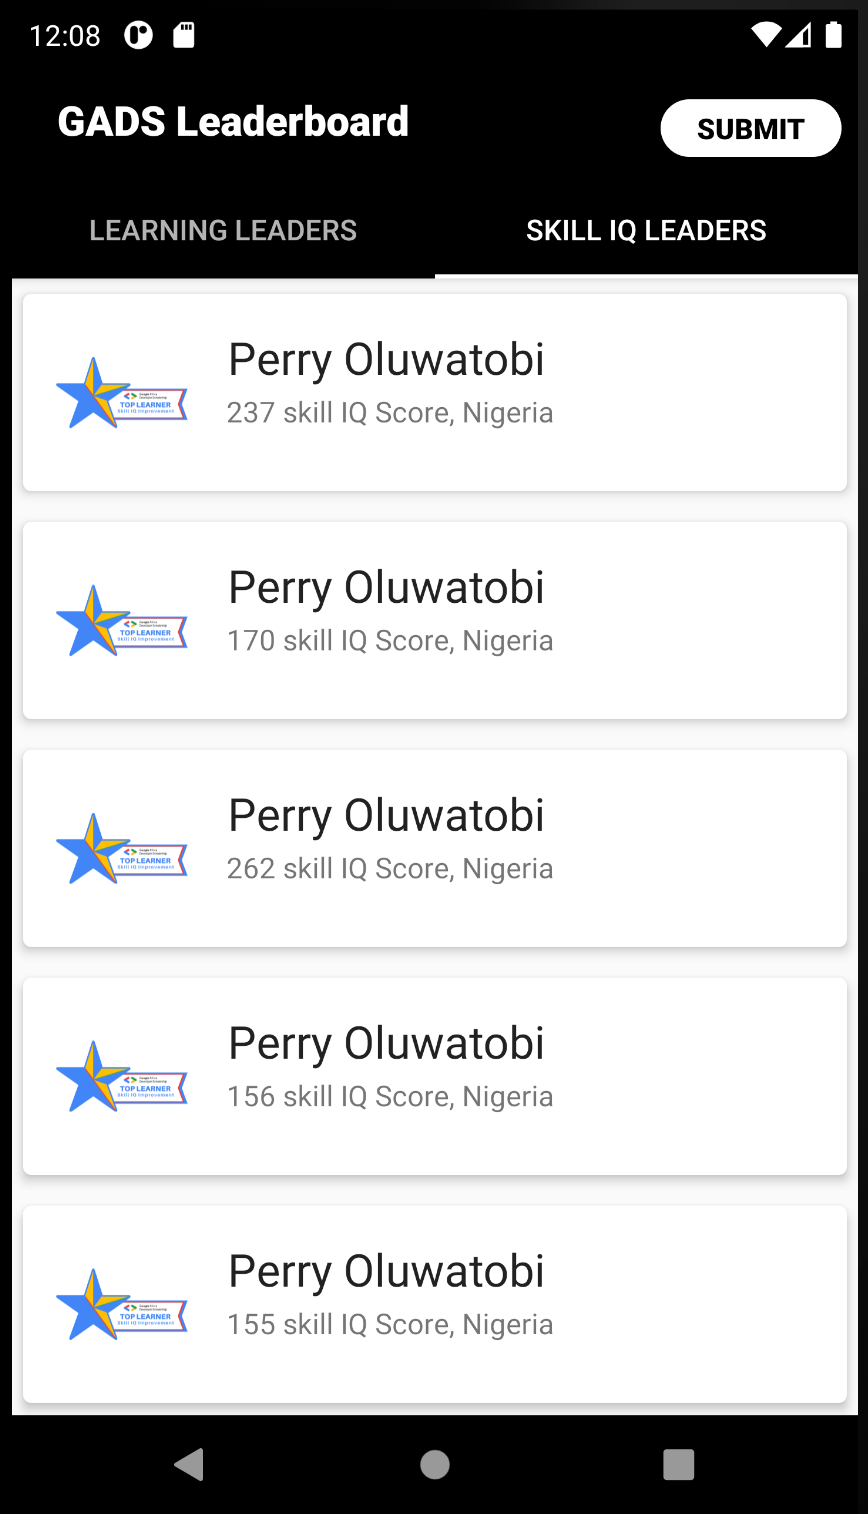 12:08
GADS Leaderboard
SUBMIT
LEARNING LEADERS
SKILL IQ LEADERS
Perry Oluwatobi
237 skill IQ Score, Nigeria
TOP LEARNER
Skill IQ Improvement
Perry Oluwatobi
170 skill IQ Score, Nigeria
TOP LEARNER
Skill IQ Improvement
Perry Oluwatobi
262 skill IQ Score, Nigeria
TOP LEARNER
Skill IQ Improvement
Perry Oluwatobi
156 skill IQ Score, Nigeria
TOP LEARNER
Skill IQ Improvement
Perry Oluwatobi
155 skill IQ Score, Nigeria
TOP LEARNER
Skill IQ Improvement